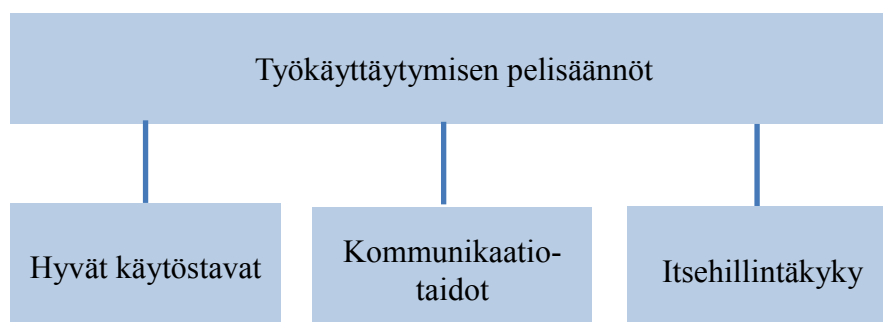 Työkäyttäytymisen pelisäännöt
Hyvät käytöstavat
Kommunikaatio-
taidot
Itsehillintäkyky